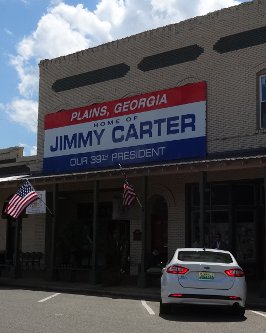 PLAINS, GEORGIA
HOME OF
JIMMY CARTER
OUR 39TH PRESIDENT